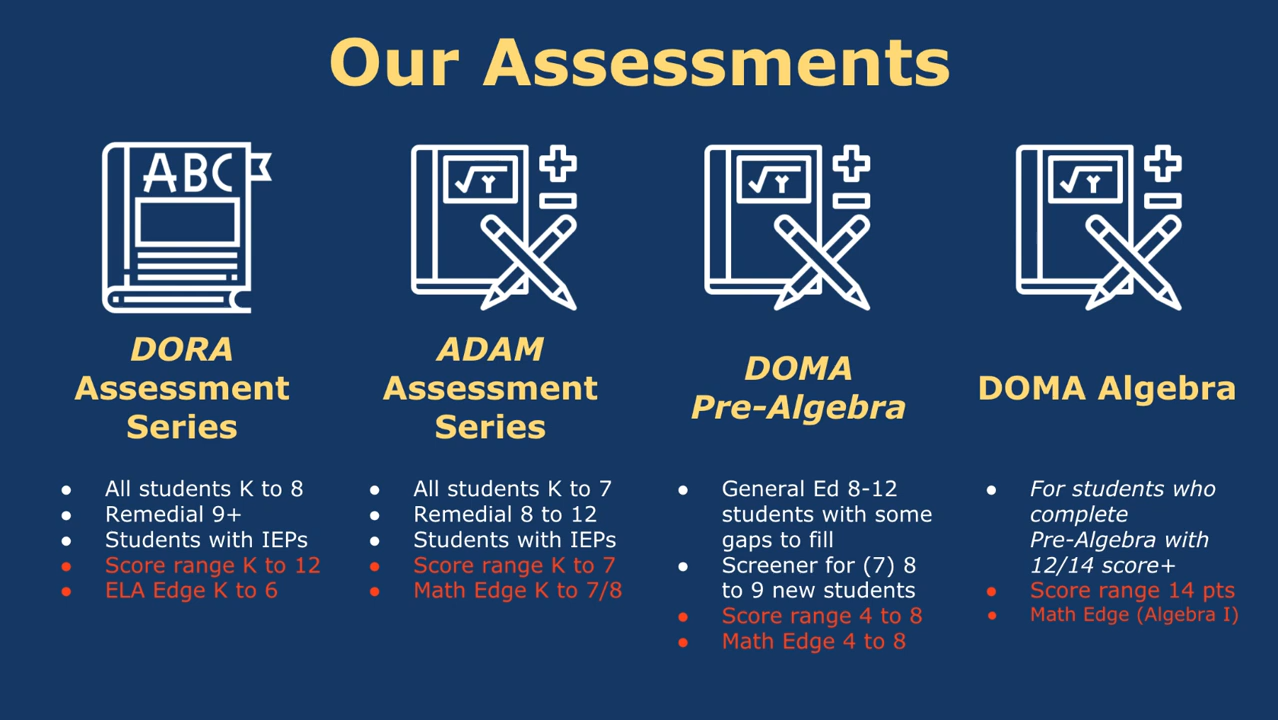 Our Assessments
ABC
√Y
√Y
√Y
DORA
Assessment
Series
All students K to 8
Remedial 9+
Students with IEPs
Score range K to 12
ELA Edge K to 6
ADAM
Assessment
Series
All students K to 7
Remedial 8 to 12
Students with IEPs
Score range K to 7
Math Edge K to 7/8
DOMA
Pre-Algebra
General Ed 8-12
students with some
gaps to fill
Screener for (7) 8
to 9 new students
Score range 4 to 8
Math Edge 4 to 8
DOMA Algebra
For students who
complete
Pre-Algebra with
12/14 score+
Score range 14 pts
Math Edge (Algebra I)